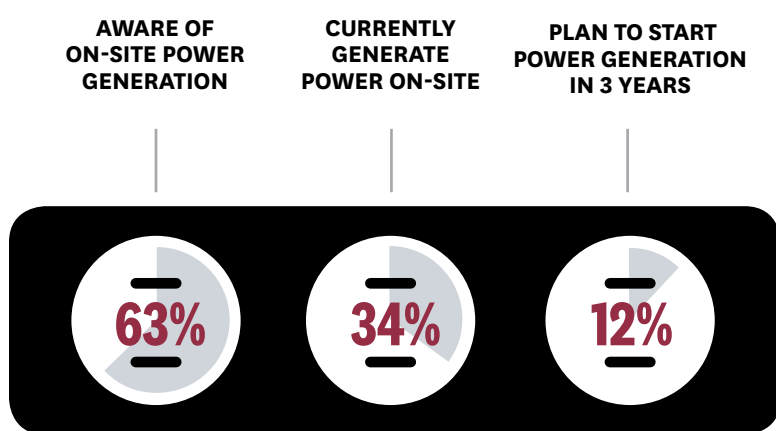 AWARE OF
ON-SITE POWER
GENERATION
CURRENTLY
GENERATE
POWER ON-SITE
PLAN TO START
POWER GENERATION
IN 3 YEARS
63%
34%
12%